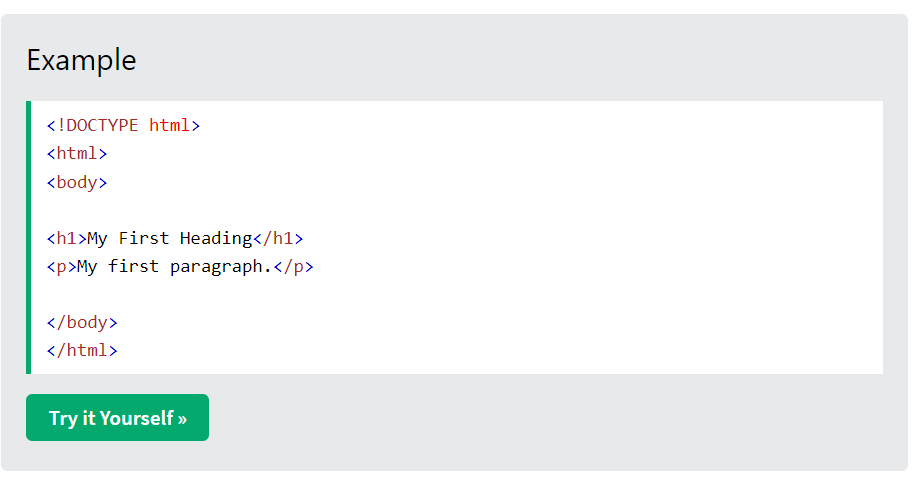 Example
<!DOCTYPE html>
<html>
<body>
<h1>My First Heading</h1>
<p>My first paragraph.</p>
</body>
</html>
Try it Yourself »